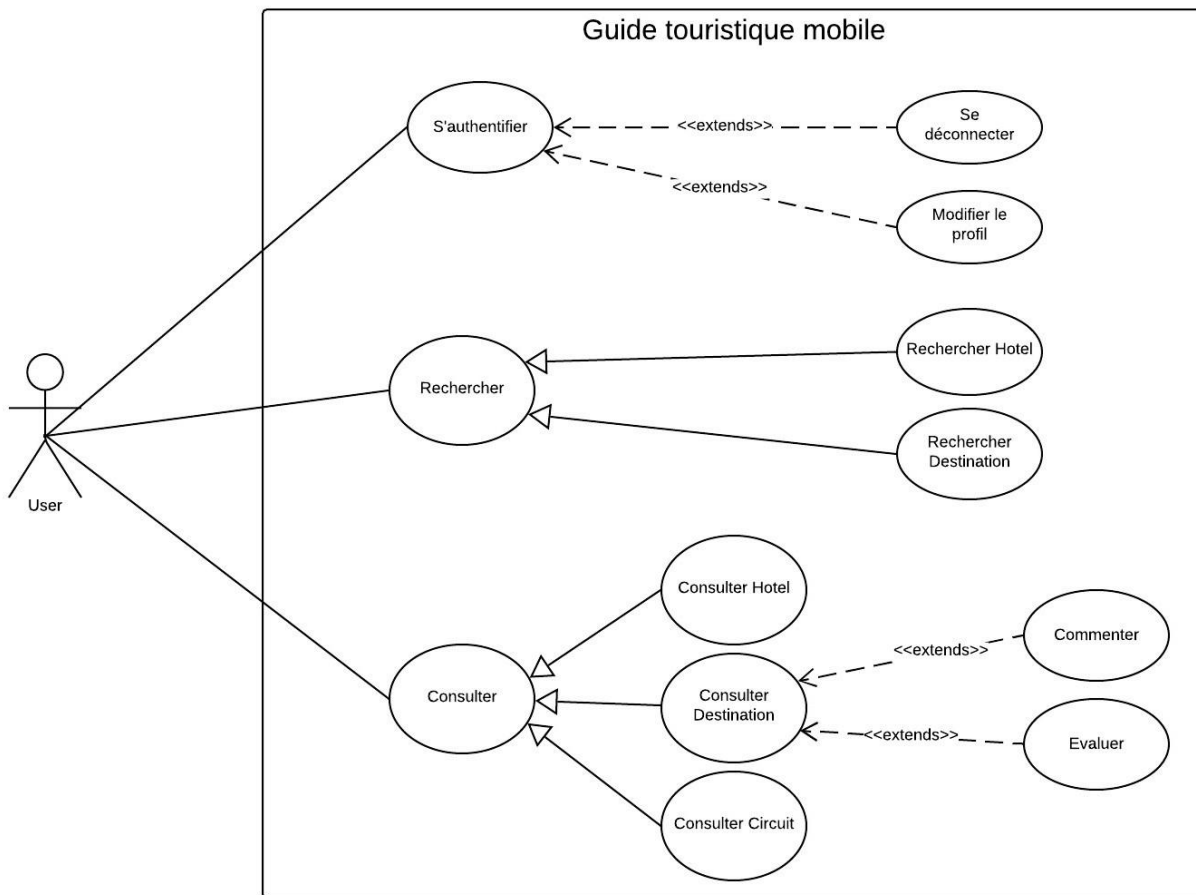 Guide touristique mobile
S'authentifier
<<extends>>
Se
déconnecter
<<extends>>
Modifier le
profil
Rechercher
Rechercher Hotel
Rechercher
Destination
User
Consulter
Consulter Hotel
Consulter
Destination
Consulter Circuit
<<extends>>
Commenter
<<extends>>
Evaluer